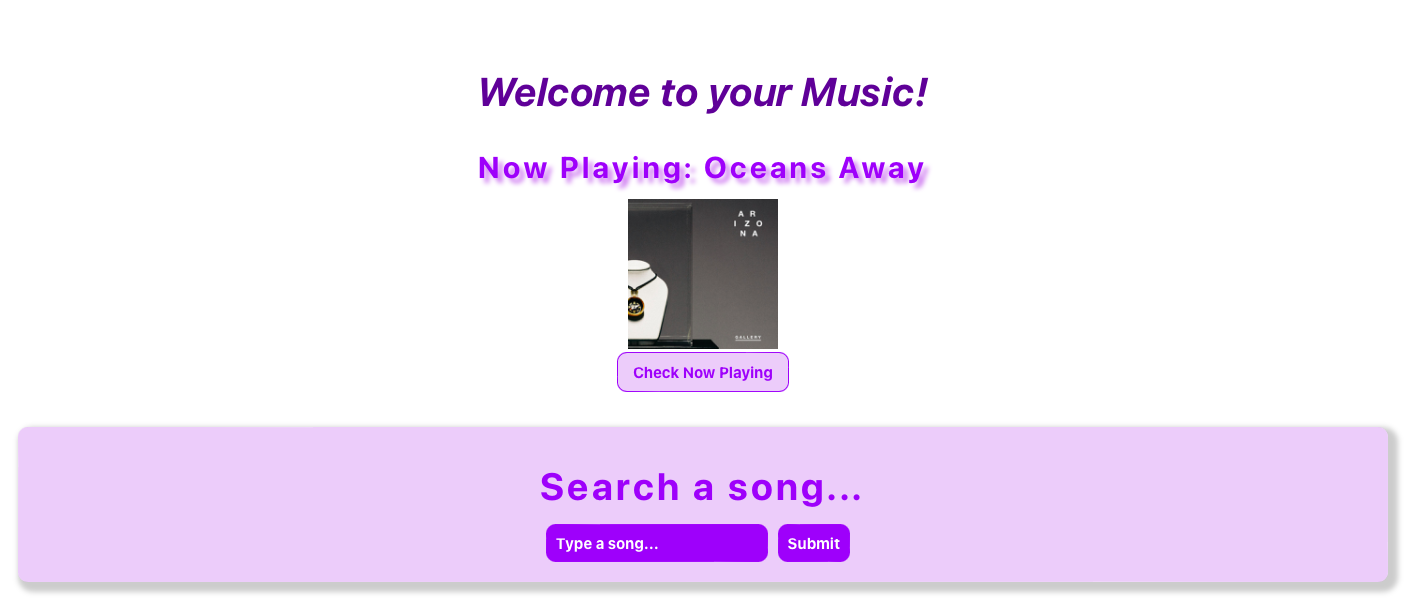 Welcome to your Music!
Now Playing: Oceans Away
A R
I Z O
N A
GALLERY
Check Now Playing
Search a song...
Type a song...
Submit